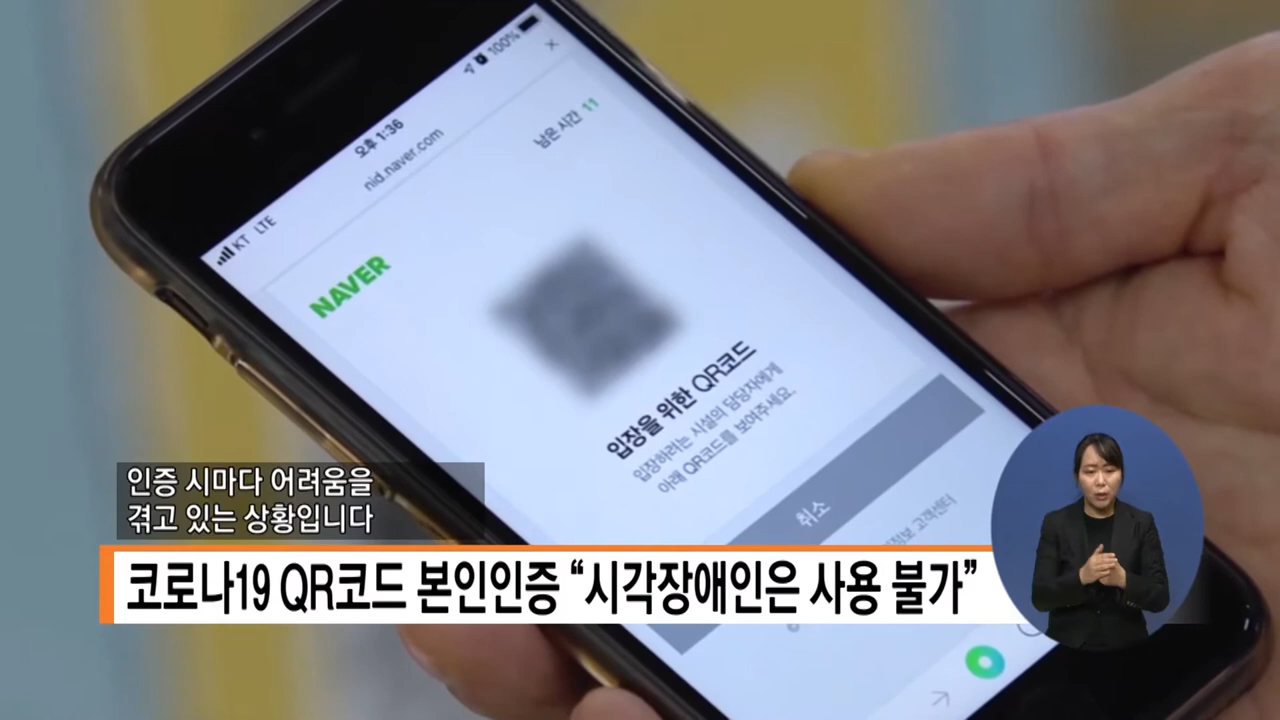 KT LTE
오후 1:36
100%
nid.naver.com
남은 시간 11
NAVER
입장을 위한 QR코드
입장하려는 시설의 담당자에게
아래 QR코드를 보여주세요.
취소
고객센터
인증 시마다 어려움을
겪고 있는 상황입니다
코로나19 QR코드 본인인증 “시각장애인은 사용 불가”